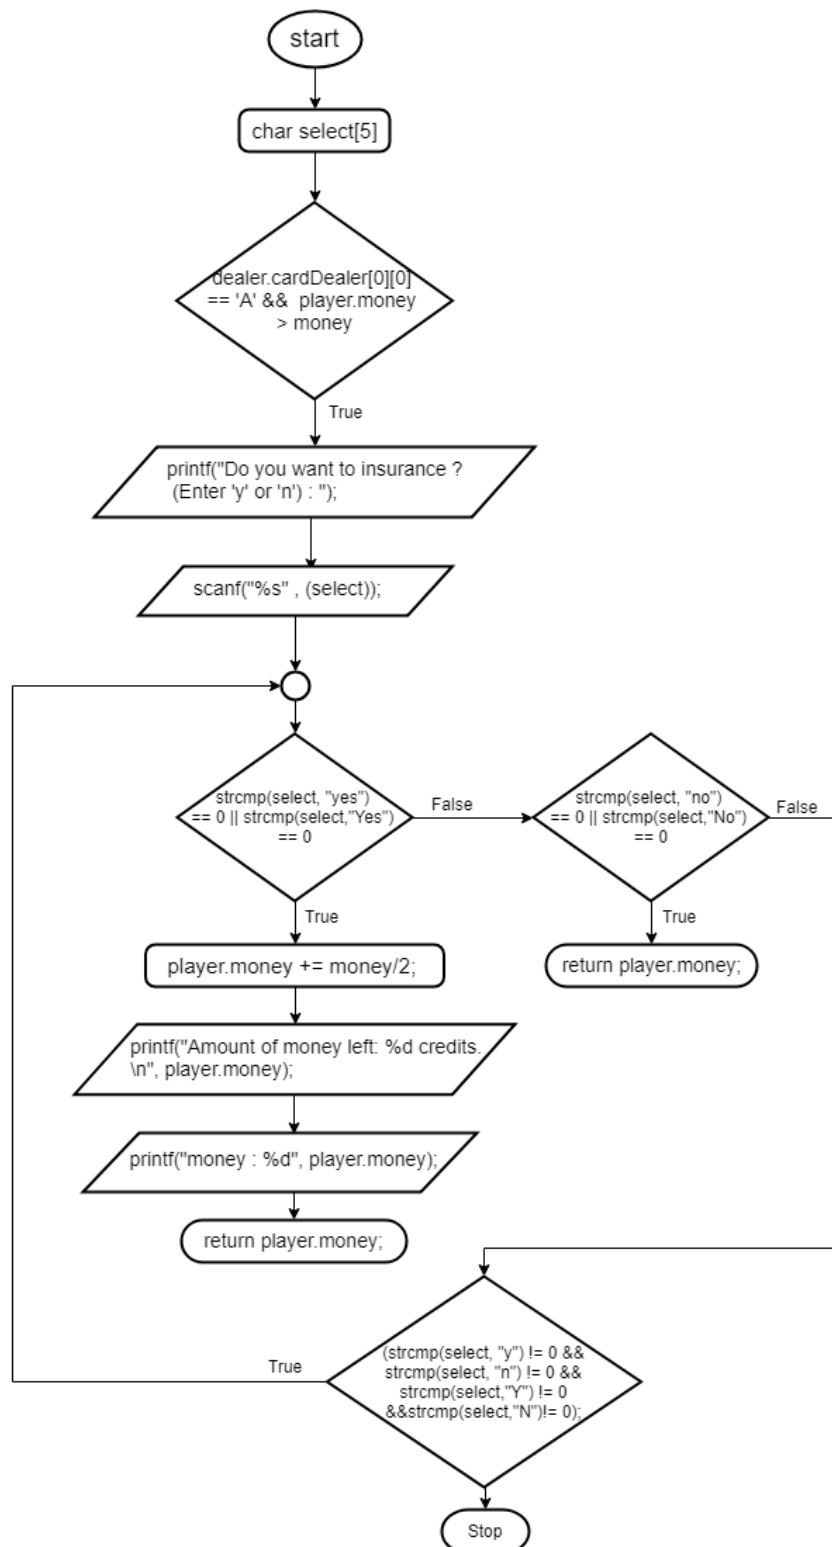 start
char select[5]
dealer.cardDealer[0][0]
== 'A' && player.money
> money
True
printf("Do you want to insurance ?
(Enter 'y' or 'n') : ");
scanf("%s" , (select));
strcmp(select, "yes")
== 0 || strcmp(select,"Yes")
== 0
False
strcmp(select, "no")
== 0 || strcmp(select,"No")
== 0
False
True
True
player.money += money/2;
return player.money;
printf("Amount of money left: %d credits.
\n", player.money);
printf("money : %d", player.money);
return player.money;
(strcmp(select, "y") != 0 &&
strcmp(select, "n") != 0 &&
strcmp(select,"Y") != 0
&&strcmp(select,"N")!= 0);
True
Stop